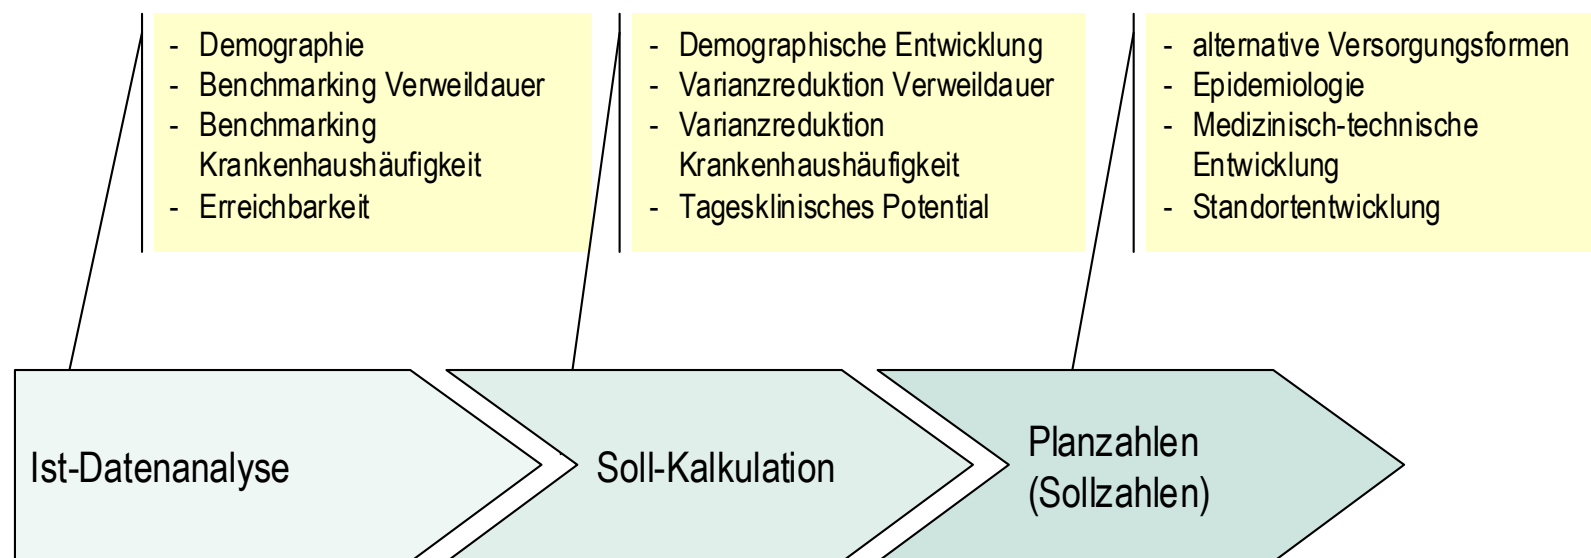 - Demographie
- Benchmarking Verweildauer
- Benchmarking
Krankenhaushäufigkeit
- Erreichbarkeit
- Demographische Entwicklung
- Varianzreduktion Verweildauer
- Varianzreduktion
Krankenhaushäufigkeit
- Tagesklinisches Potential
- alternative Versorgungsformen
- Epidemiologie
- Medizinisch-technische
Entwicklung
- Standortentwicklung
Ist-Datenanalyse
Soll-Kalkulation
Planzahlen
(Sollzahlen)